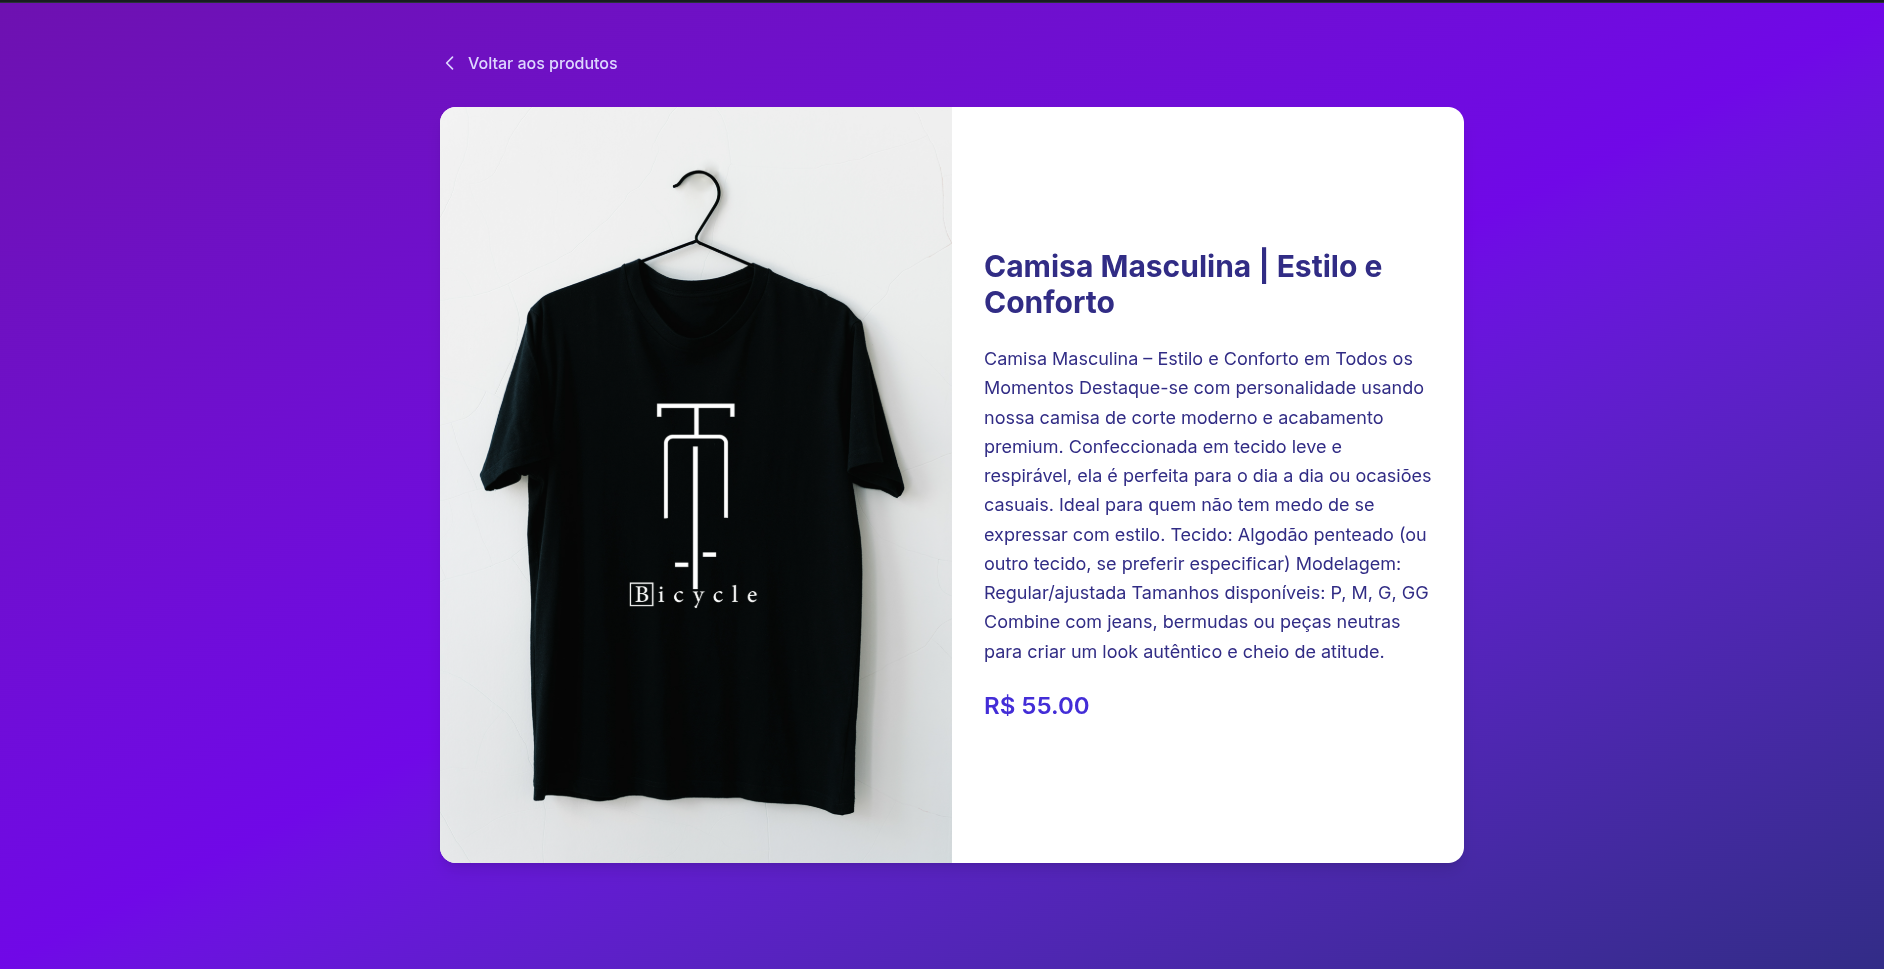 Voltar aos produtos
Bicycle
Camisa Masculina | Estilo e
Conforto
Camisa Masculina – Estilo e Conforto em Todos os
Momentos Destaque-se com personalidade usando
nossa camisa de corte moderno e acabamento
premium. Confeccionada em tecido leve e
respirável, ela é perfeita para o dia a dia ou ocasiões
casuais. Ideal para quem não tem medo de se
expressar com estilo. Tecido: Algodão penteado (ou
outro tecido, se preferir especificar) Modelagem:
Regular/ajustada Tamanhos disponíveis: P, M, G, GG
Combine com jeans, bermudas ou peças neutras
para criar um look autêntico e cheio de atitude.
R$ 55.00